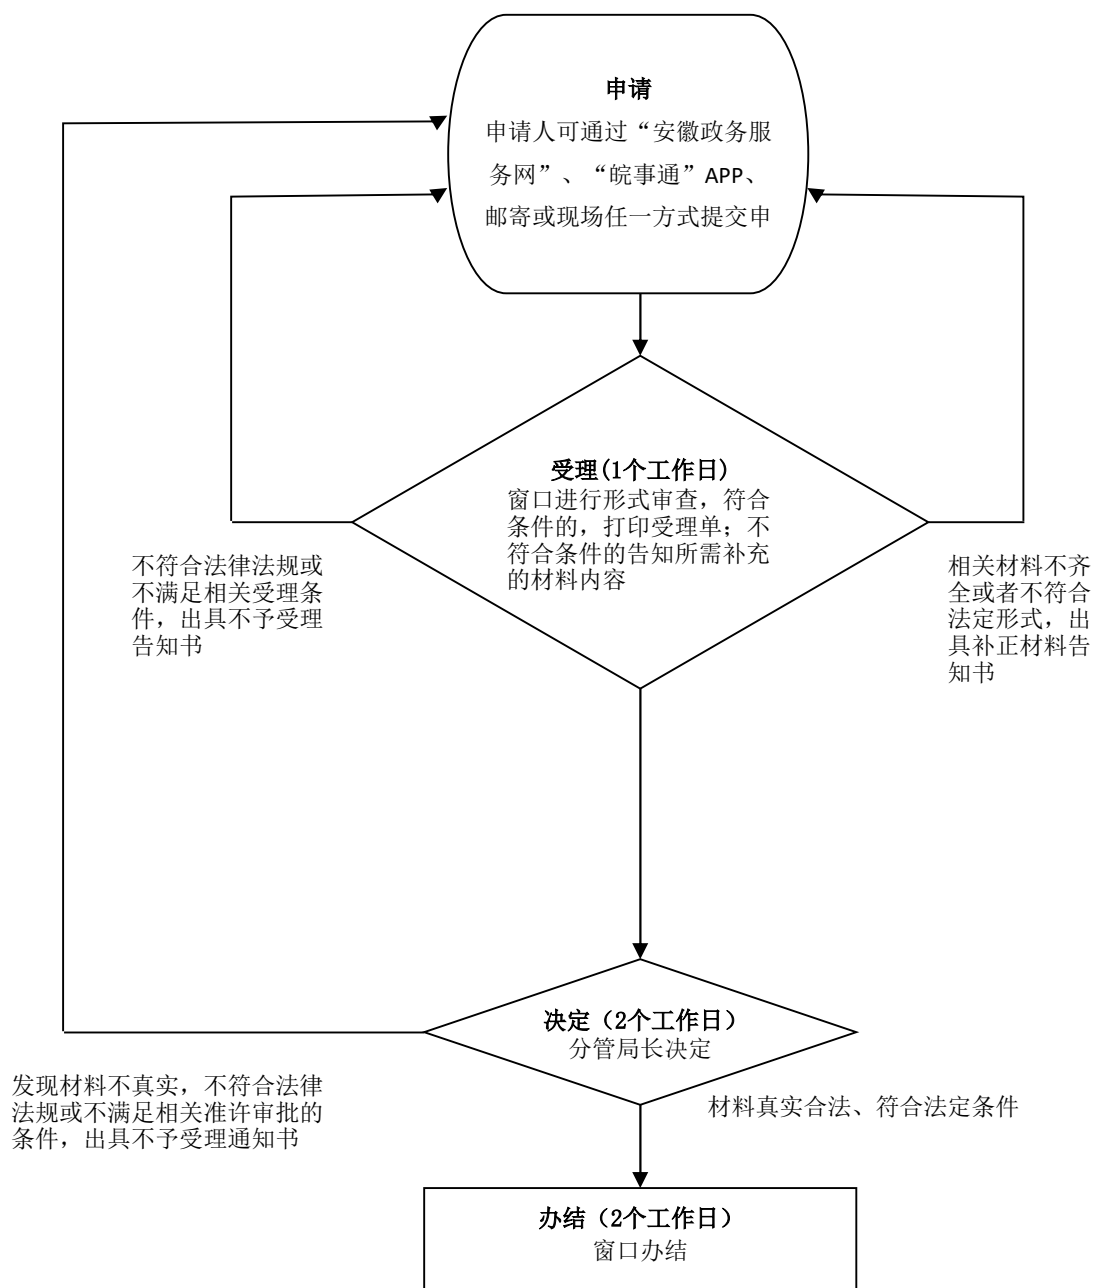 申请
申请人可通过“安徽政务服
务网”、“皖事通”APP、
邮寄或现场任一方式提交申
受理(1个工作日)
窗口进行形式审查，符合
条件的，打印受理单；不
符合条件的告知所需补充
的材料内容
不符合法律法规或
不满足相关受理条
件，出具不予受理
告知书
相关材料不齐
全或者不符合
法定形式，出
具补正材料告
知书
决定（2个工作日）
分管局长决定
发现材料不真实，不符合法律
法规或不满足相关准许审批的
条件，出具不予受理通知书
材料真实合法、符合法定条件
办结（2个工作日）
窗口办结